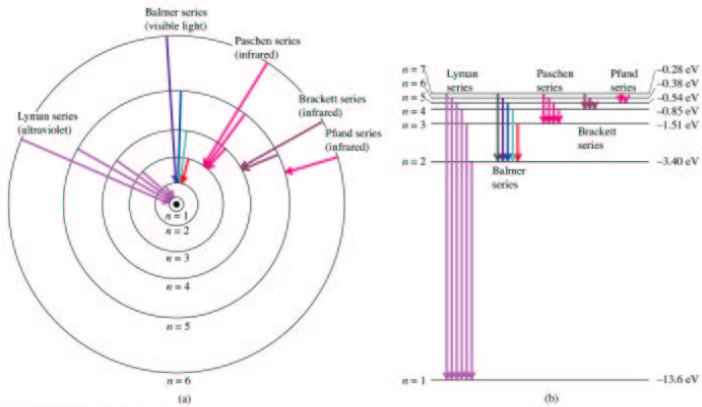 Balmer series
(visible light)
Paschen series
(infrared)
Brackett series
(infrared)
Pfund series
(infrared)
Lyman series
(ultraviolet)
n = 1
n = 2
n = 3
n = 4
n = 5
n = 6
(a)
n = 7
n = 6
n = 5
n = 4
n = 3
n = 2
n = 1
Lyman
series
Paschen
series
Pfund
series
Brackett
series
Balmer
series
−0.28 eV
−0.38 eV
−0.54 eV
−0.85 eV
−1.51 eV
−3.40 eV
−13.6 eV
(b)